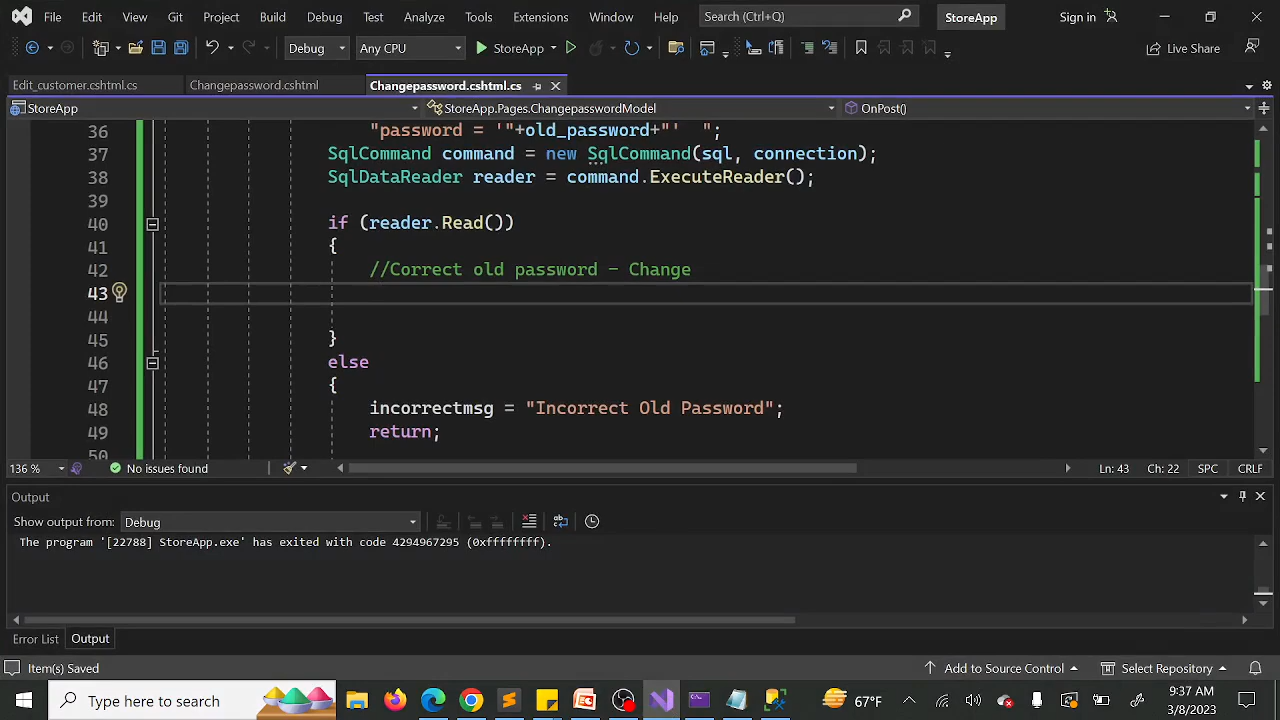 File Edit View Git Project Build Debug Test Analyze Tools Extensions Window Help Search (Ctrl+Q) StoreApp Sign in
Debug Any CPU StoreApp Live Share
Edit_customer.cshtml.cs Changepassword.cshtml Changepassword.cshtml.cs
StoreApp StoreApp.Pages.ChangepasswordModel OnPost()
36 "password = '"+old_password+"' ";
37 SqlCommand command = new SqlCommand(sql, connection);
38 SqlDataReader reader = command.ExecuteReader();
39
40 if (reader.Read())
41 {
42 //Correct old password - Change
43
44
45 }
46 else
47 {
48 incorrectmsg = "Incorrect Old Password";
49 return;
50
136 % No issues found Ln: 43 Ch: 22 SPC CRLF
Output
Show output from: Debug
The program '[22788] StoreApp.exe' has exited with code 4294967295 (0xffffffff).
Error List Output
Item(s) Saved Add to Source Control Select Repository
Type here to search 67°F 3:37 AM
3/8/2023